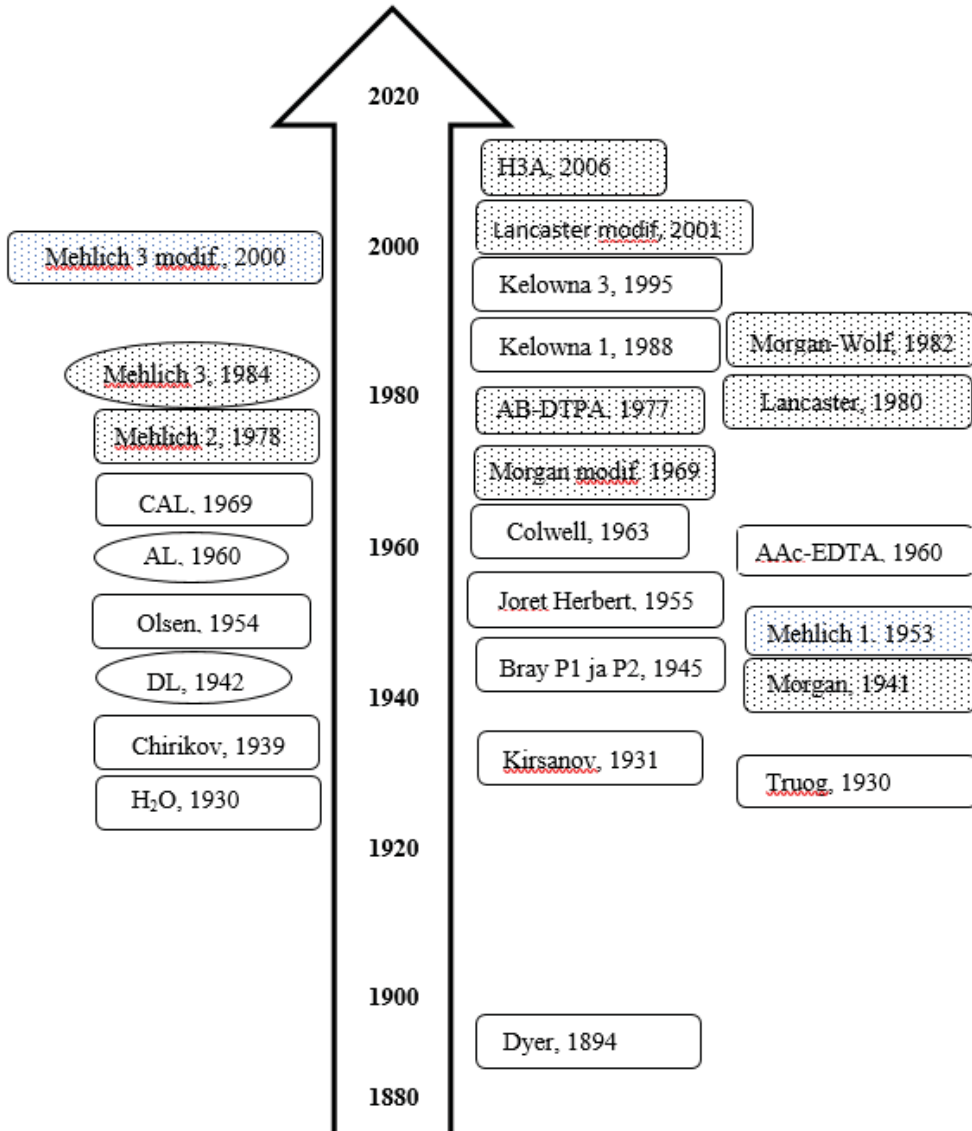 2020
H3A, 2006
Lancaster modif, 2001
2000
Mehlich 3 modif., 2000
Kelowna 3, 1995
Kelowna 1, 1988
Morgan-Wolf, 1982
Mehlich 3, 1984
1980
AB-DTPA, 1977
Lancaster, 1980
Mehlich 2, 1978
Morgan modif, 1969
CAL, 1969
Colwell, 1963
1960
AL, 1960
AAc-EDTA, 1960
Joret Herbert, 1955
Olsen, 1954
Mehlich 1, 1953
Bray P1 ja P2, 1945
DL, 1942
Morgan, 1941
1940
Chirikov, 1939
Kirsanov, 1931
Truog, 1930
H₂O, 1930
1920
1900
Dyer, 1894
1880